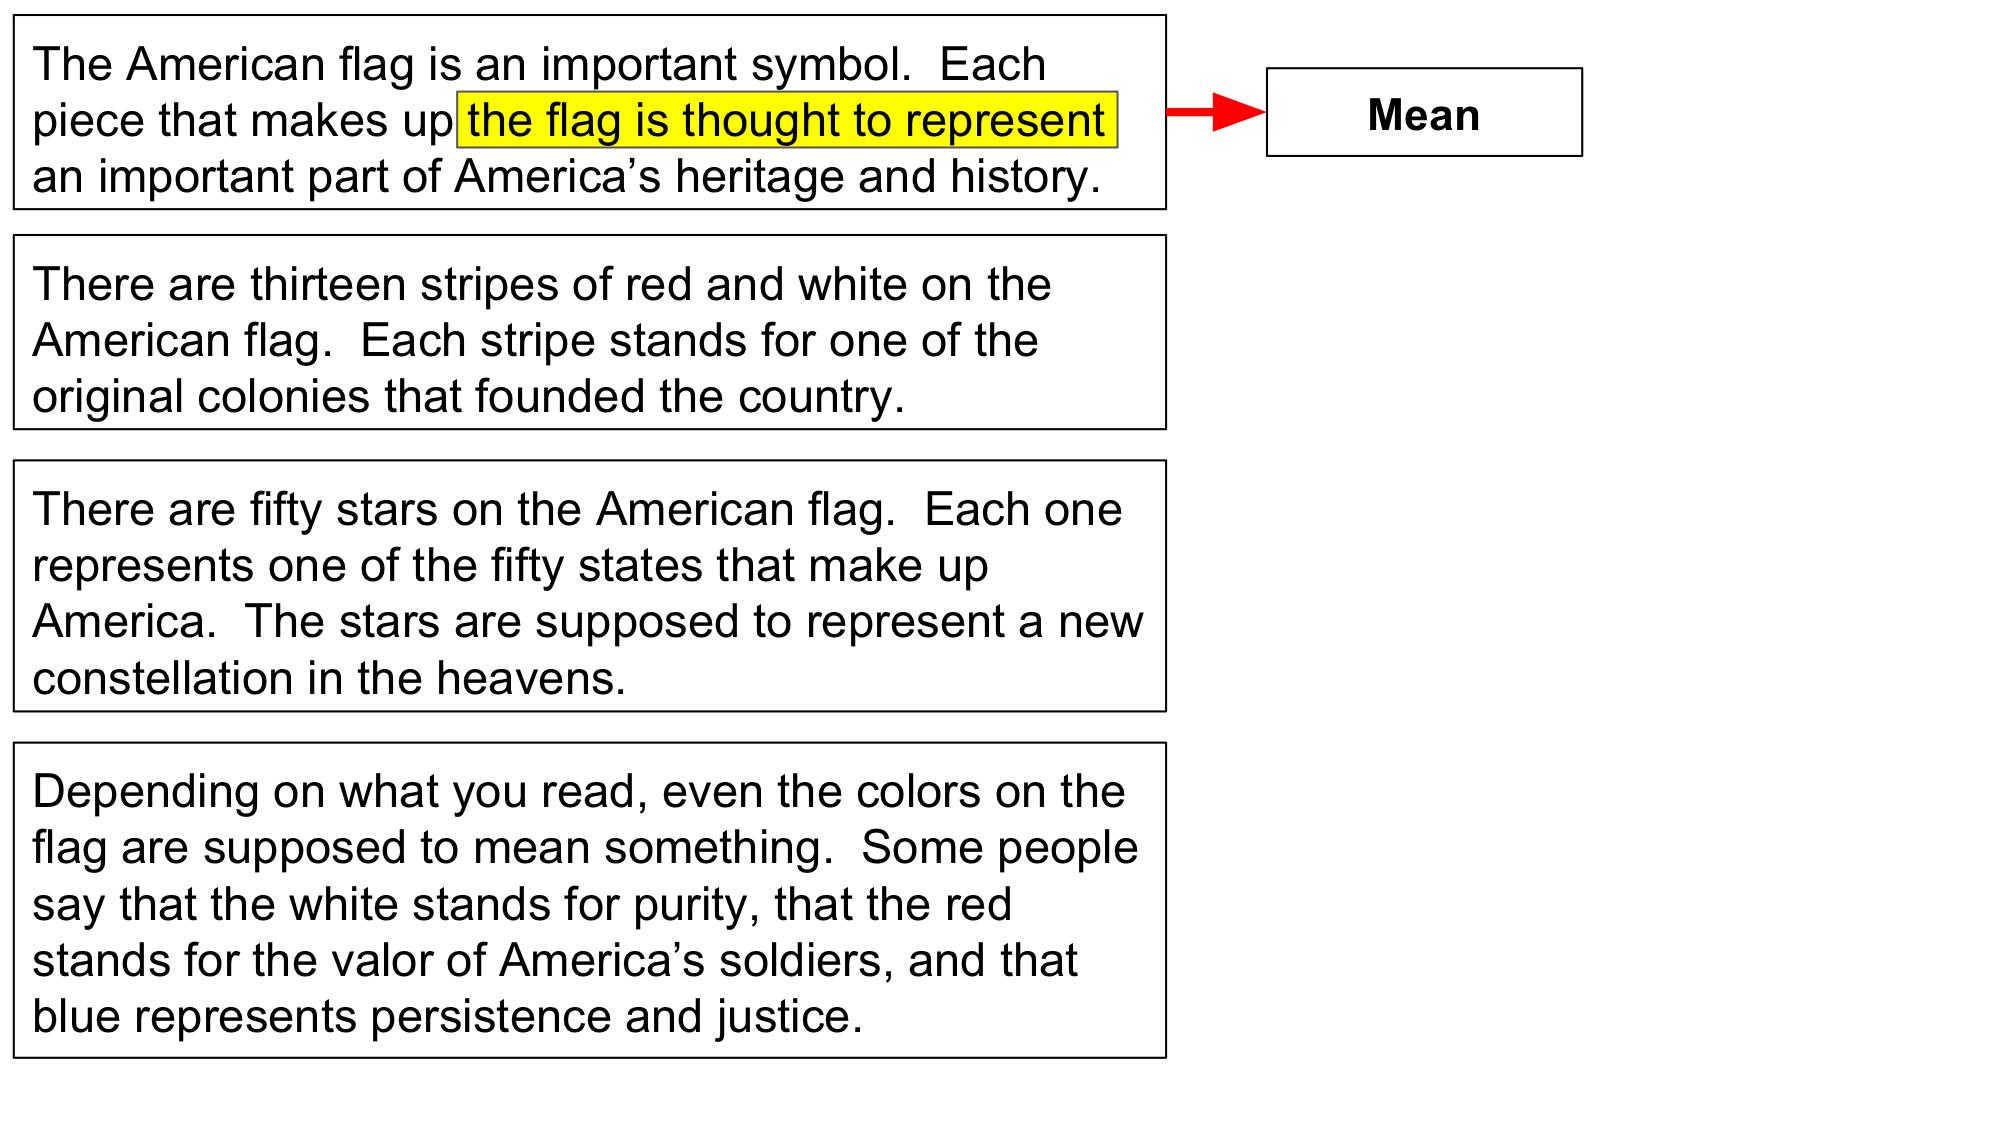 The American flag is an important symbol.  Each
piece that makes up the flag is thought to represent
an important part of America’s heritage and history.
Mean
There are thirteen stripes of red and white on the
American flag.  Each stripe stands for one of the
original colonies that founded the country.
There are fifty stars on the American flag.  Each one
represents one of the fifty states that make up
America.  The stars are supposed to represent a new
constellation in the heavens.
Depending on what you read, even the colors on the
flag are supposed to mean something.  Some people
say that the white stands for purity, that the red
stands for the valor of America’s soldiers, and that
blue represents persistence and justice.